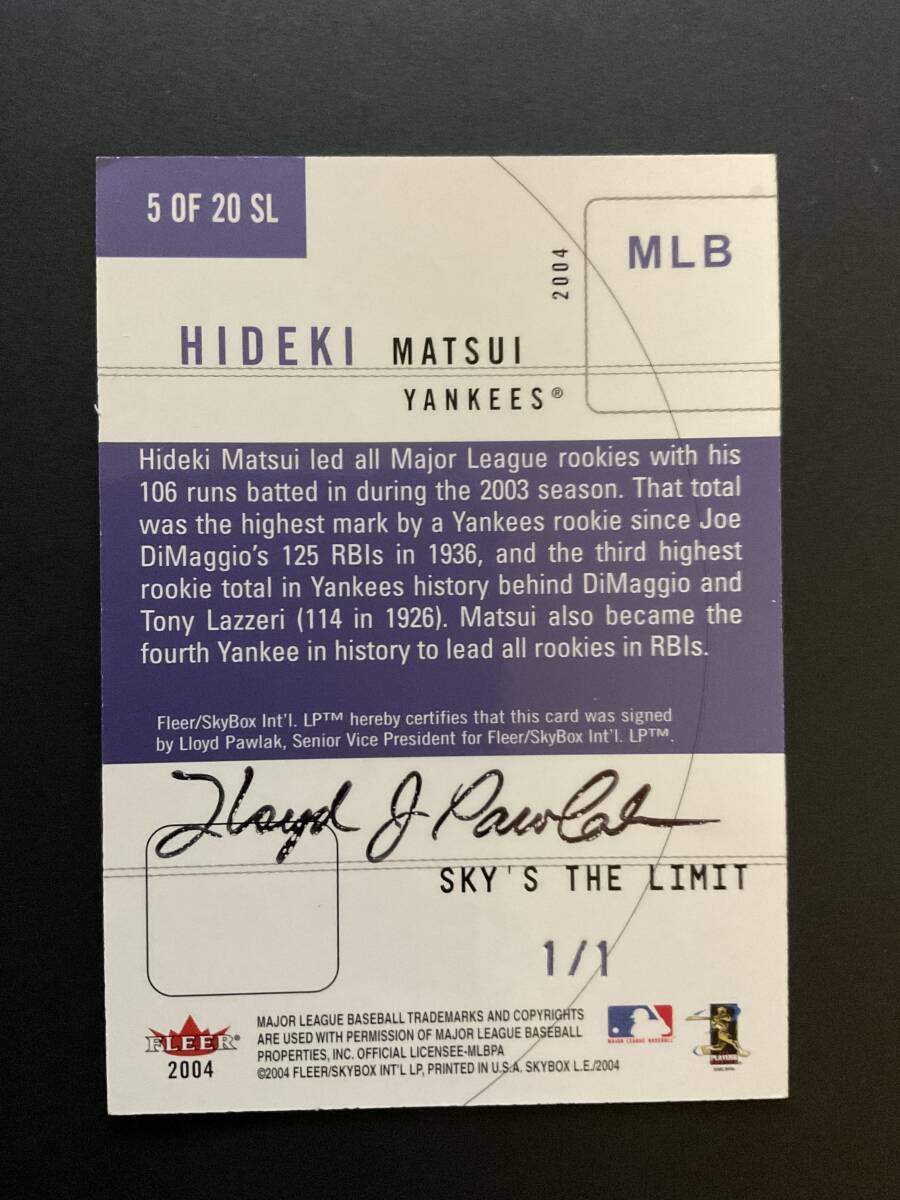 5 OF 20 SL
MLB
2004
HIDEKI MATSUI
YANKEES®
Hideki Matsui led all Major League rookies with his
106 runs batted in during the 2003 season. That total
was the highest mark by a Yankees rookie since Joe
DiMaggio's 125 RBIs in 1936, and the third highest
rookie total in Yankees history behind DiMaggio and
Tony Lazzeri (114 in 1926). Matsui also became the
fourth Yankee in history to lead all rookies in RBIs.
Fleer/SkyBox Int'l. LP™ hereby certifies that this card was signed
by Lloyd Pawlak, Senior Vice President for Fleer/SkyBox Int'l. LP™.
Lloyd J Pawlak
SKY'S THE LIMIT
1/1
FLEER®
2004
MAJOR LEAGUE BASEBALL TRADEMARKS AND COPYRIGHTS
ARE USED WITH PERMISSION OF MAJOR LEAGUE BASEBALL
PROPERTIES, INC. OFFICIAL LICENSEE-MLBPA
©2004 FLEER/SKYBOX INT'L LP, PRINTED IN U.S.A. SKYBOX L.E./2004
MAJOR LEAGUE BASEBALL
PLAYERS